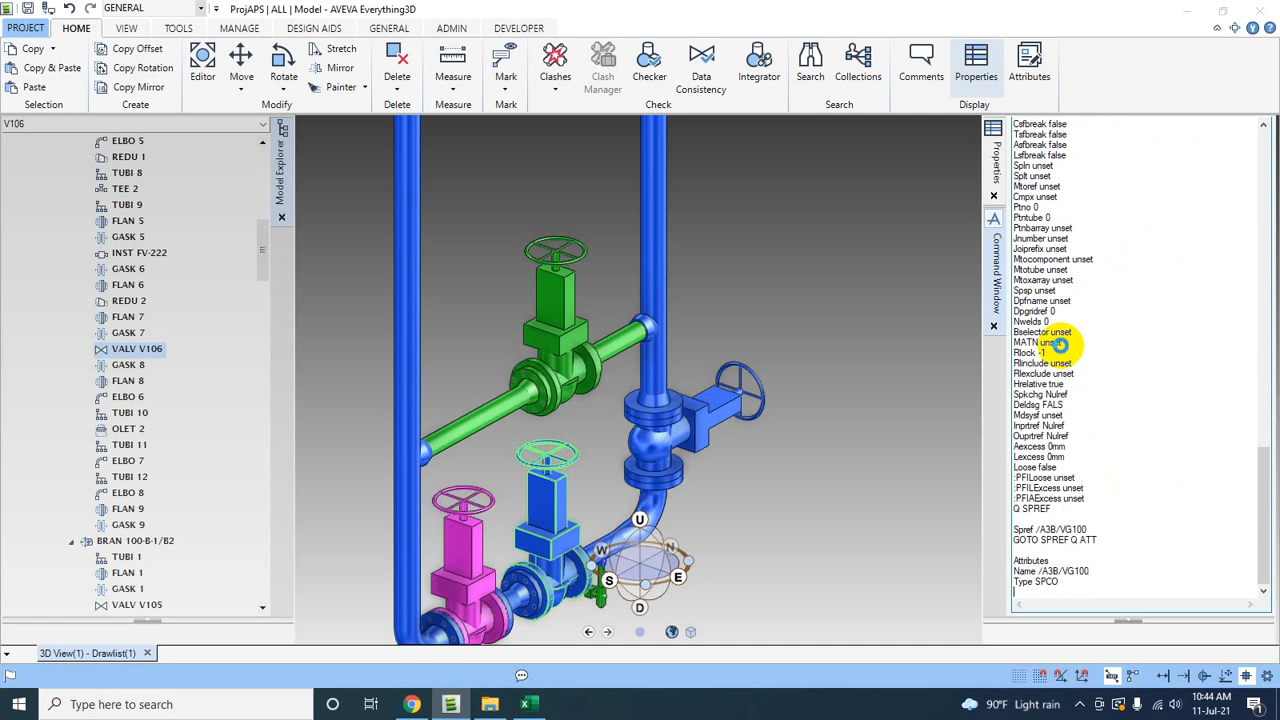 GENERAL
ProjAPS | ALL | Model - AVEVA Everything3D
PROJECT HOME VIEW TOOLS MANAGE DESIGN AIDS GENERAL ADMIN DEVELOPER
Copy
Copy & Paste
Paste
Selection
Copy Offset
Copy Rotation
Copy Mirror
Create
Editor
Move
Rotate
Stretch
Mirror
Painter
Modify
Delete
Delete
Measure
Measure
Mark
Mark
Clashes
Clash Manager
Checker
Data Consistency
Integrator
Check
Search
Collections
Search
Comments
Properties
Attributes
Display
V106
ELBO 5
REDU 1
TUBI 8
TEE 2
TUBI 9
FLAN 5
GASK 5
INST FV-222
GASK 6
FLAN 6
REDU 2
FLAN 7
GASK 7
VALV V106
GASK 8
FLAN 8
ELBO 6
TUBI 10
OLET 2
TUBI 11
ELBO 7
TUBI 12
ELBO 8
FLAN 9
GASK 9
BRAN 100-B-1/B2
TUBI 1
FLAN 1
GASK 1
VALV V105
Model Explorer
U
W
N
S
E
D
Properties
Command Window
Csfbreak false
Tsfbreak false
Asfbreak false
Lsfbreak false
Spln unset
Splt unset
Mtoref unset
Cmpx unset
Ptno 0
Ptntube 0
Ptnbarray unset
Jnumber unset
Joiprefix unset
Mtocomponent unset
Mtotube unset
Mtoxarray unset
Spsp unset
Dpfname unset
Dpgridref 0
Nwelds 0
Bselector unset
MATN unset
Rlock -1
Rlinclude unset
Rlexclude unset
Hrelative true
Spkchg Nulref
Deldsg FALS
Mdsysf unset
Inprtref Nulref
Ouprtref Nulref
Aexcess 0mm
Lexcess 0mm
Loose false
:PFILoose unset
:PFILExcess unset
:PFIAExcess unset
Q SPREF
Spref /A3B/VG100
GOTO SPREF Q ATT
Attributes
Name /A3B/VG100
Type SPCO
3D View(1) - Drawlist(1)
Type here to search
90°F Light rain
10:44 AM
11-Jul-21